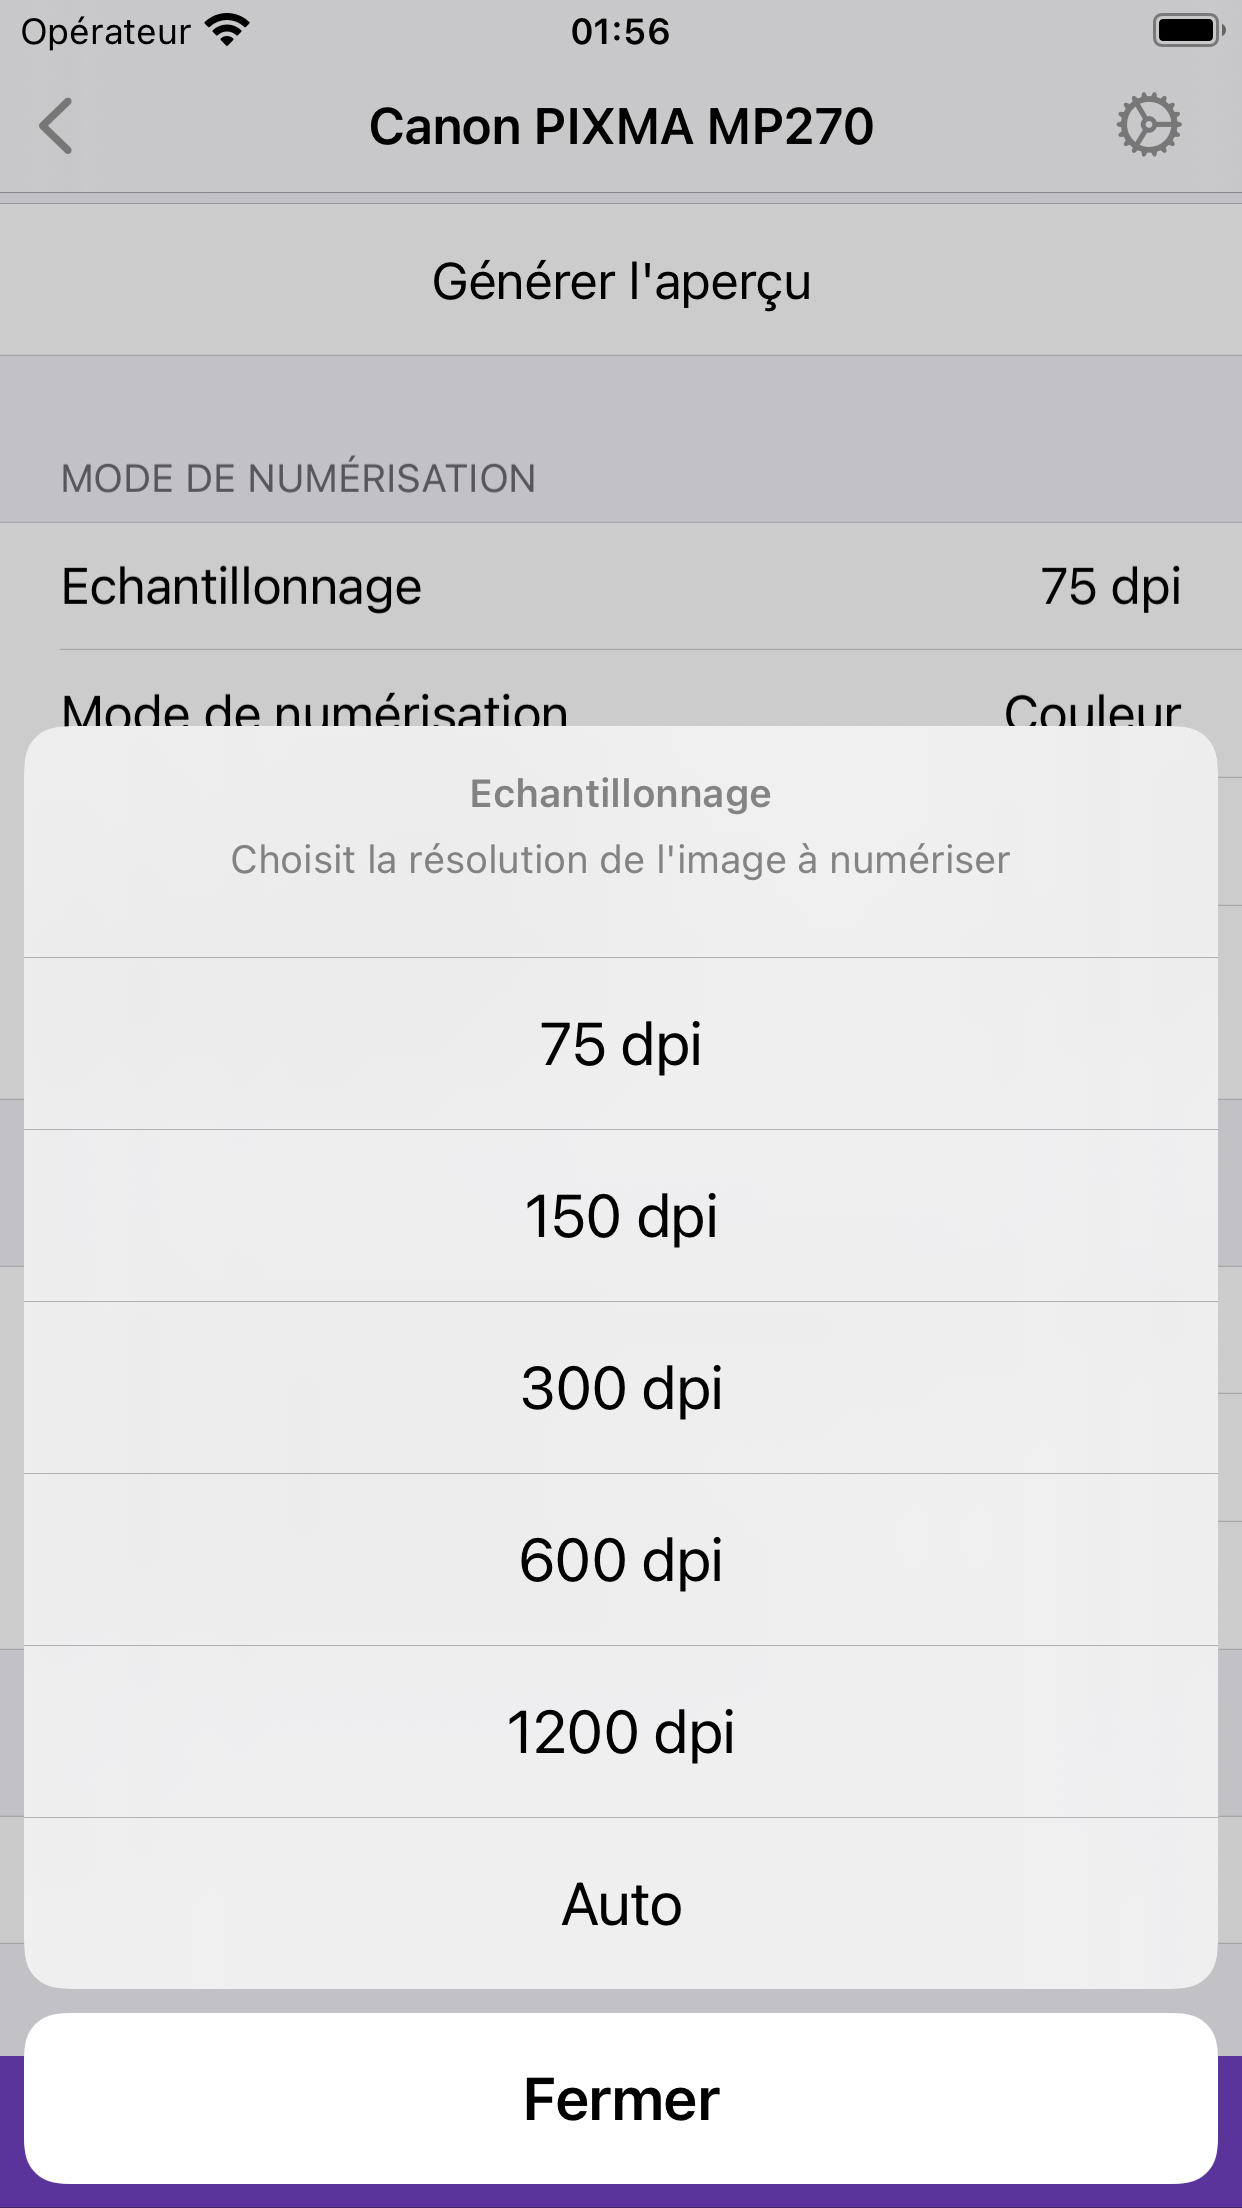 Opérateur 01:56
Canon PIXMA MP270
Générer l'aperçu
MODE DE NUMÉRISATION
Echantillonnage 75 dpi
Mode de numérisation Couleur
Echantillonnage
Choisit la résolution de l'image à numériser
75 dpi
150 dpi
300 dpi
600 dpi
1200 dpi
Auto
Fermer